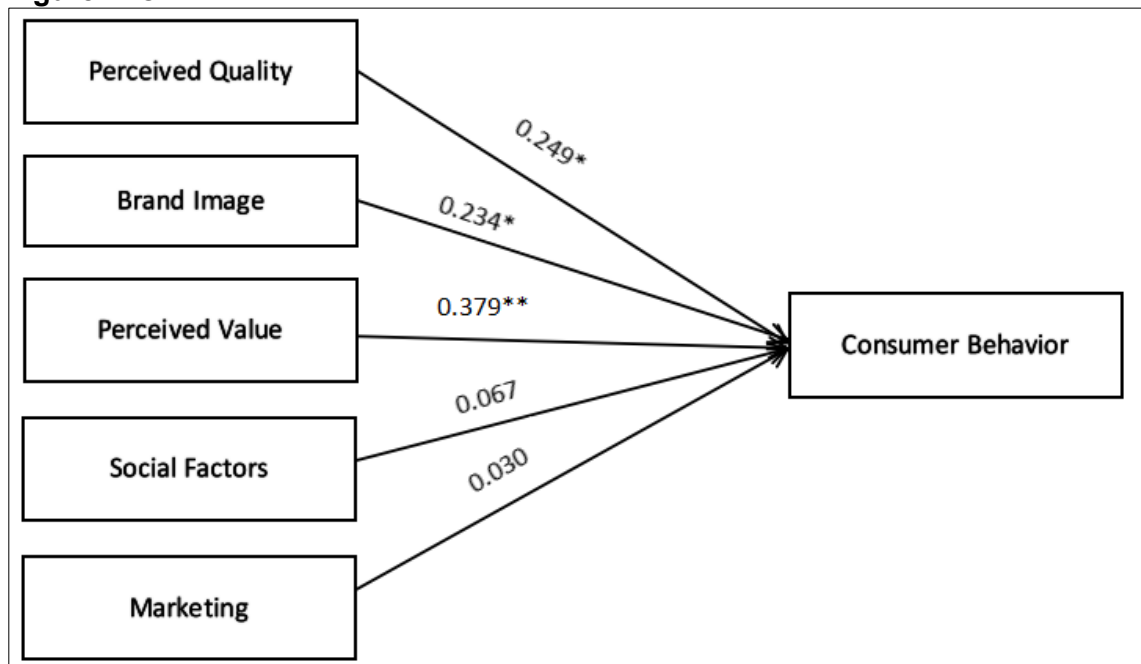 Perceived Quality
0.249*
Brand Image
0.234*
Perceived Value
0.379**
Consumer Behavior
Social Factors
0.067
0.030
Marketing